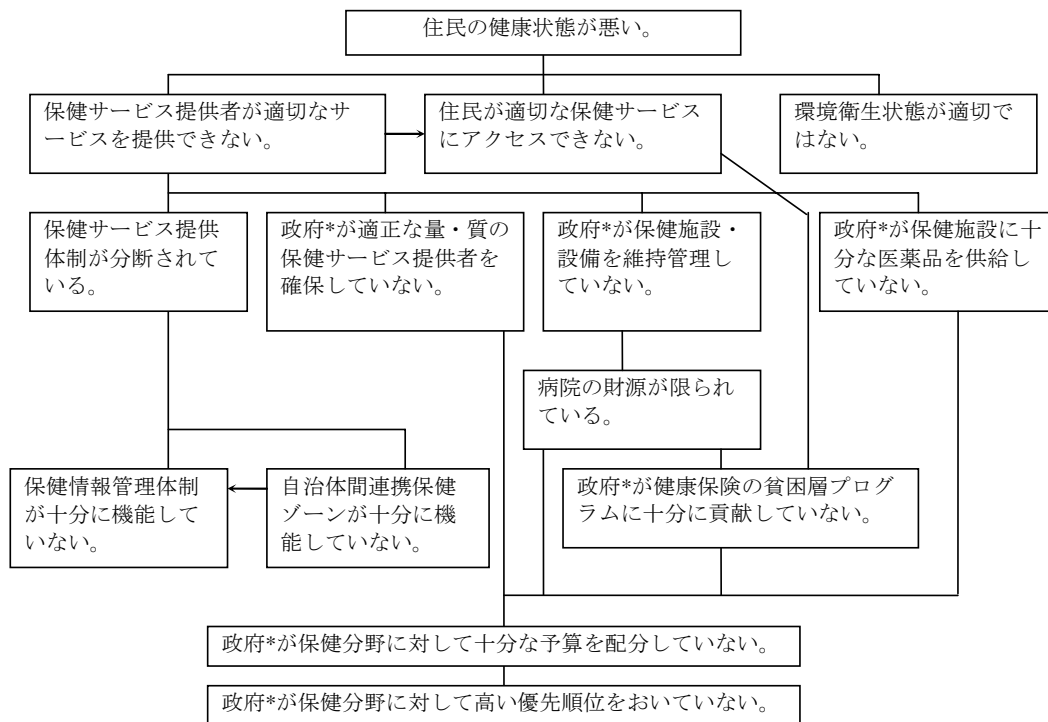 住民の健康状態が悪い。
保健サービス提供者が適切なサ
ービスを提供できない。
住民が適切な保健サービス
にアクセスできない。
環境衛生状態が適切で
はない。
保健サービス提供
体制が分断されて
いる。
政府*が適正な量・質の
保健サービス提供者を
確保していない。
政府*が保健施設・
設備を維持管理し
ていない。
政府*が保健施設に十
分な医薬品を供給し
ていない。
病院の財源が限られ
ている。
保健情報管理体制
が十分に機能して
いない。
自治体間連携保健
ゾーンが十分に機
能していない。
政府*が健康保険の貧困層プログ
ラムに十分に貢献していない。
政府*が保健分野に対して十分な予算を配分していない。
政府*が保健分野に対して高い優先順位をおいていない。